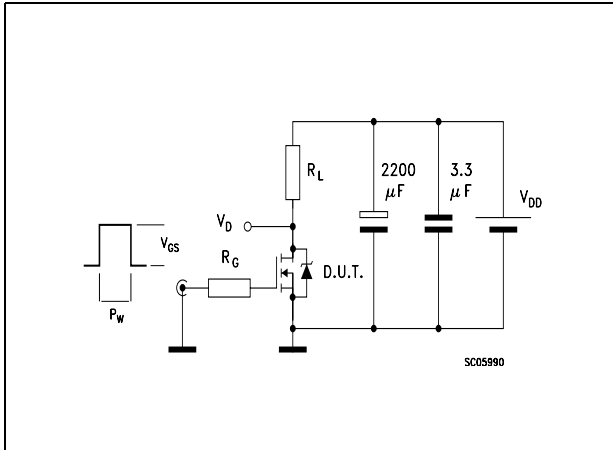 R_L
2200 μF
3.3 μF
V_DD
V_D
V_GS
R_G
D.U.T.
P_W
SC05990